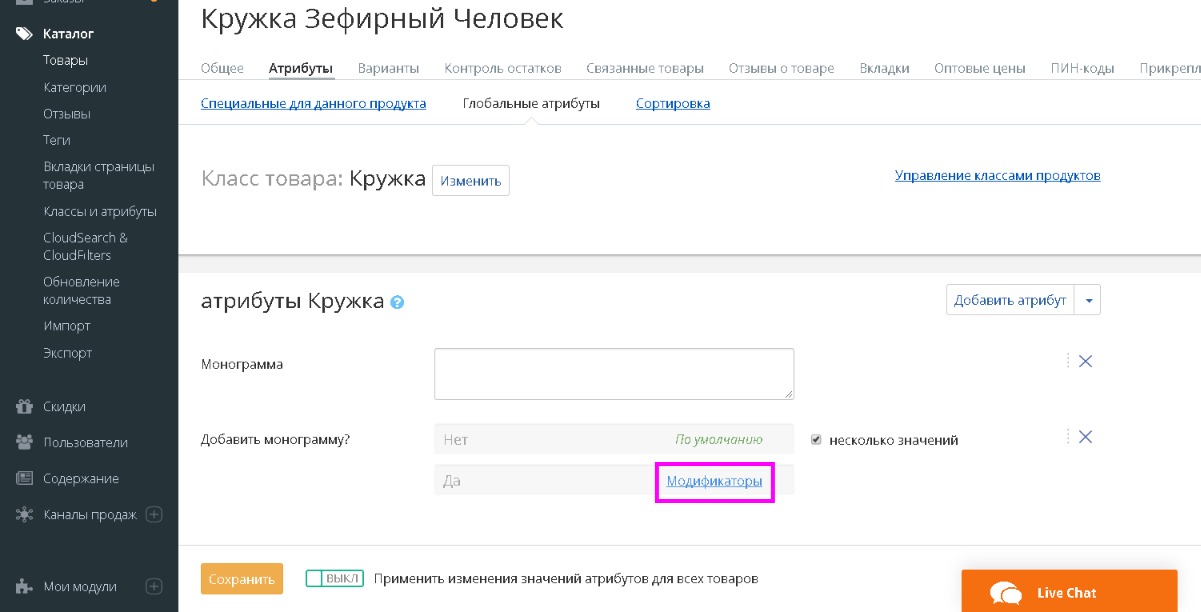 Заказы
Каталог
Товары
Категории
Отзывы
Теги
Вкладки страницы
товара
Классы и атрибуты
CloudSearch &
CloudFilters
Обновление
количества
Импорт
Экспорт
Скидки
Пользователи
Содержание
Каналы продаж
Мои модули
Кружка Зефирный Человек
Общее Атрибуты Варианты Контроль остатков Связанные товары Отзывы о товаре Вкладки Оптовые цены ПИН-коды Прикрепл
Специальные для данного продукта Глобальные атрибуты Сортировка
Класс товара: Кружка Изменить Управление классами продуктов
атрибуты Кружка ? Добавить атрибут
Монограмма
Добавить монограмму? Нет По умолчанию несколько значений
Да Модификаторы
Сохранить ВЫКЛ Применить изменения значений атрибутов для всех товаров
Live Chat